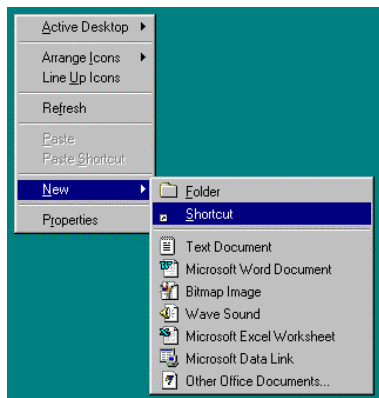 Active Desktop
Arrange Icons
Line Up Icons
Refresh
Paste
Paste Shortcut
New
Properties
Folder
Shortcut
Text Document
Microsoft Word Document
Bitmap Image
Wave Sound
Microsoft Excel Worksheet
Microsoft Data Link
Other Office Documents...